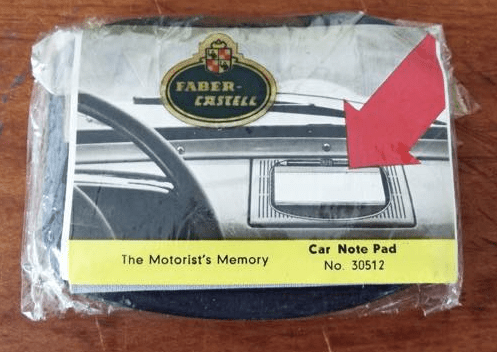 FABER-
CASTELL
The Motorist's Memory
Car Note Pad
No. 30512